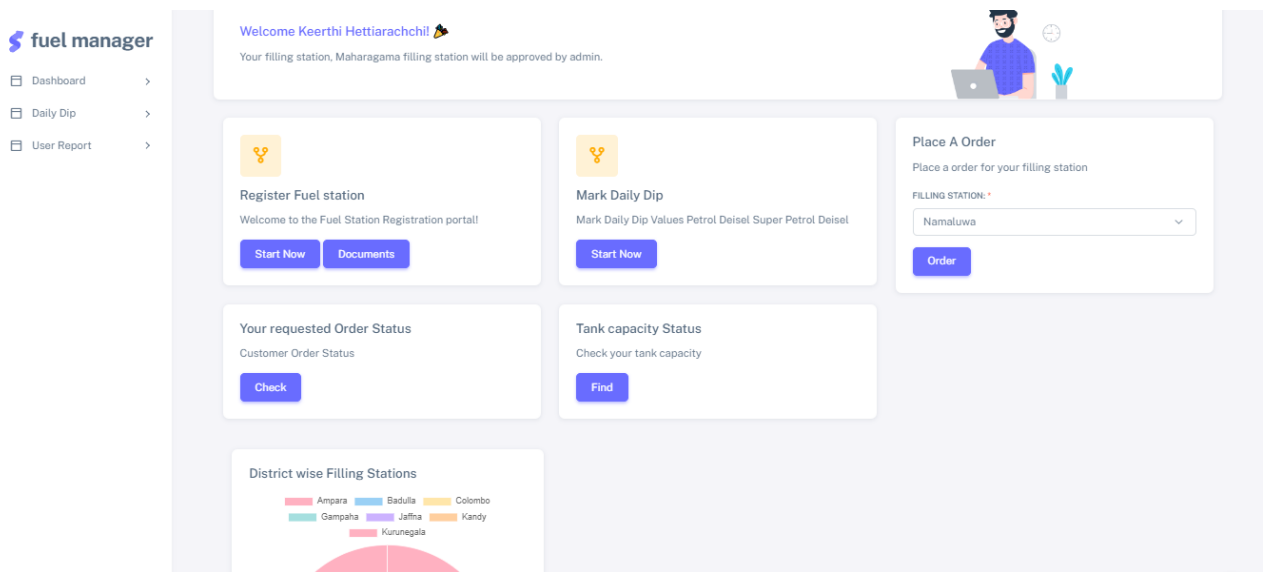 fuel manager
Dashboard
Daily Dip
User Report
Welcome Keerthi Hettiarachchi! 🎉
Your filling station, Maharagama filling station will be approved by admin.
Register Fuel station
Welcome to the Fuel Station Registration portal!
Start Now Documents
Mark Daily Dip
Mark Daily Dip Values Petrol Deisel Super Petrol Deisel
Start Now
Place A Order
Place a order for your filling station
FILLING STATION: *
Namaluwa
Order
Your requested Order Status
Customer Order Status
Check
Tank capacity Status
Check your tank capacity
Find
District wise Filling Stations
Ampara Badulla Colombo
Gampaha Jaffna Kandy
Kurunegala